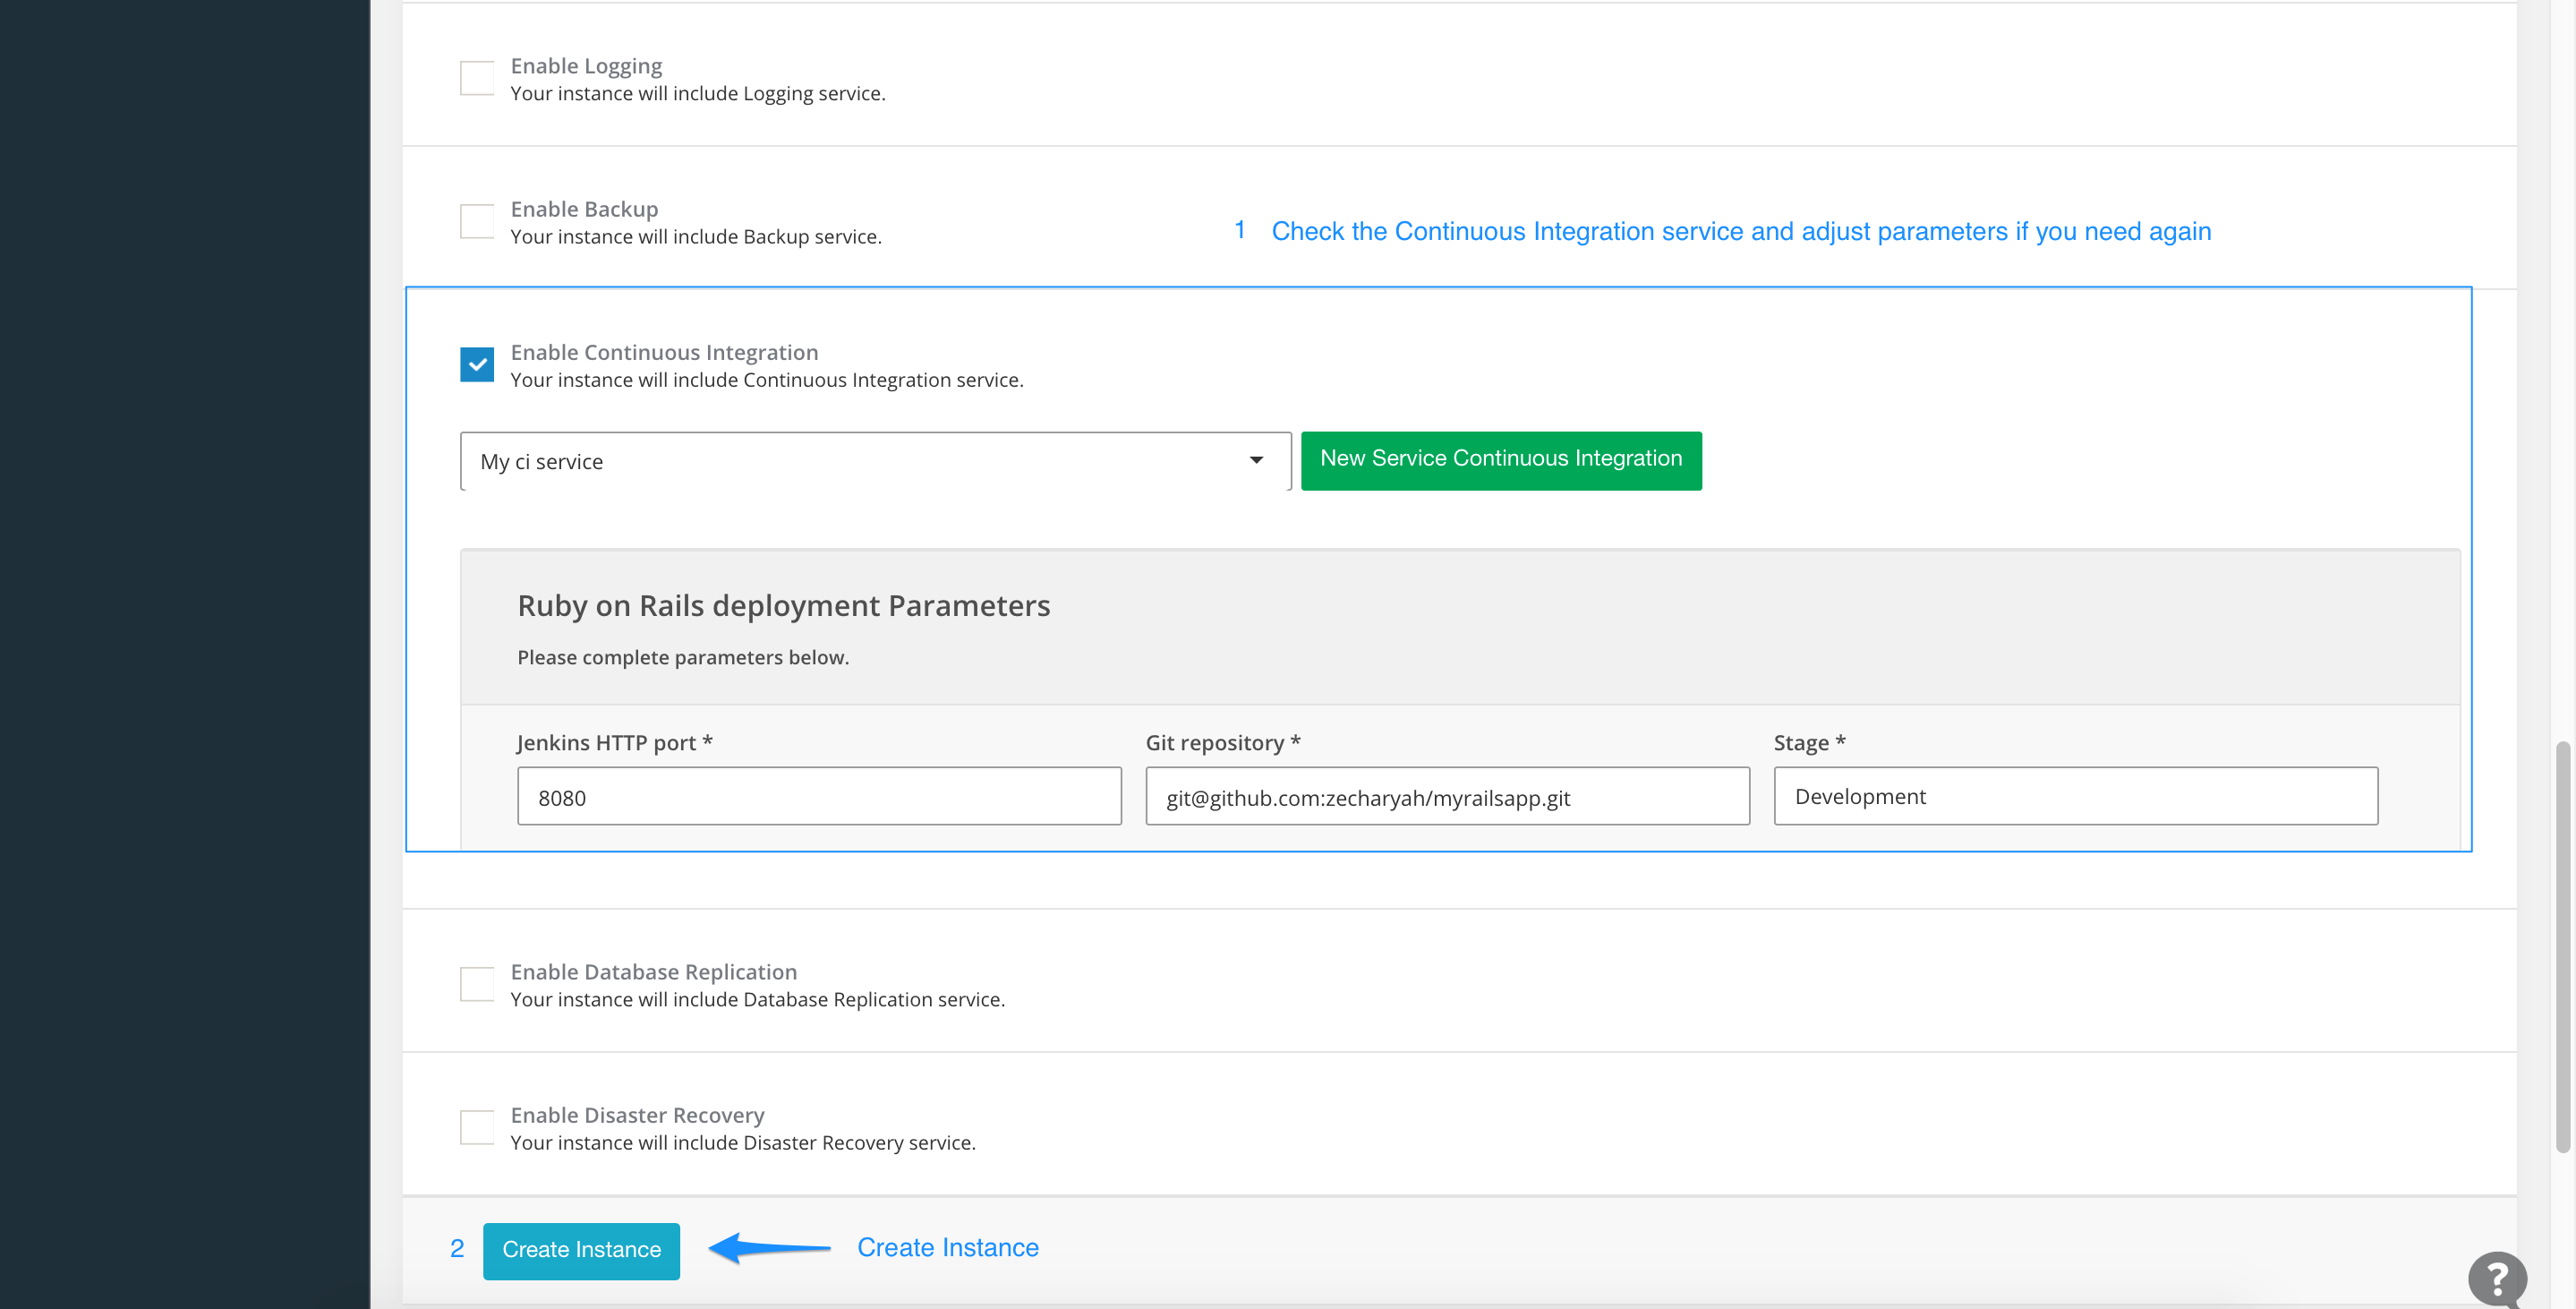 Enable Logging
Your instance will include Logging service.
Enable Backup
Your instance will include Backup service.
1 Check the Continuous Integration service and adjust parameters if you need again
Enable Continuous Integration
Your instance will include Continuous Integration service.
My ci service
New Service Continuous Integration
Ruby on Rails deployment Parameters
Please complete parameters below.
Jenkins HTTP port * Git repository * Stage *
8080 git@github.com:zecharyah/myrailsapp.git Development
Enable Database Replication
Your instance will include Database Replication service.
Enable Disaster Recovery
Your instance will include Disaster Recovery service.
2 Create Instance Create Instance
?